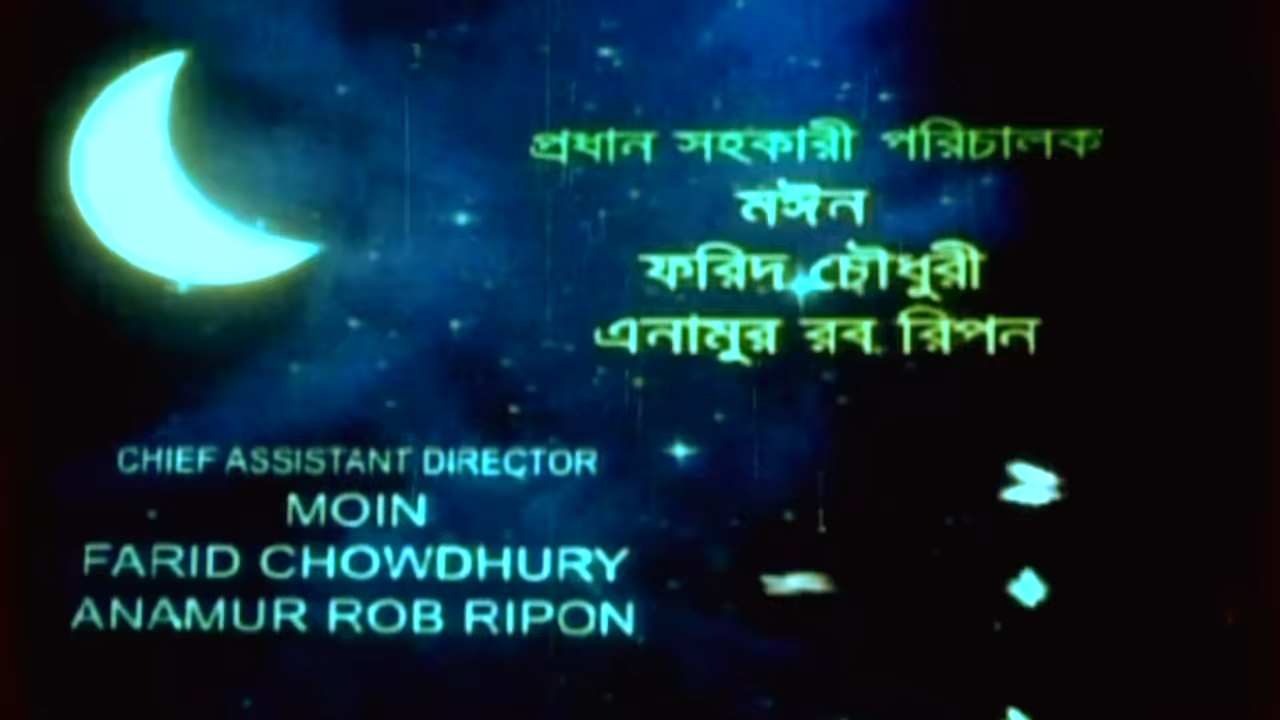 প্রধান সহকারী পরিচালক
মঈন
ফরিদ চৌধুরী
এনামুর রব রিপন
CHIEF ASSISTANT DIRECTOR
MOIN
FARID CHOWDHURY
ANAMUR ROB RIPON